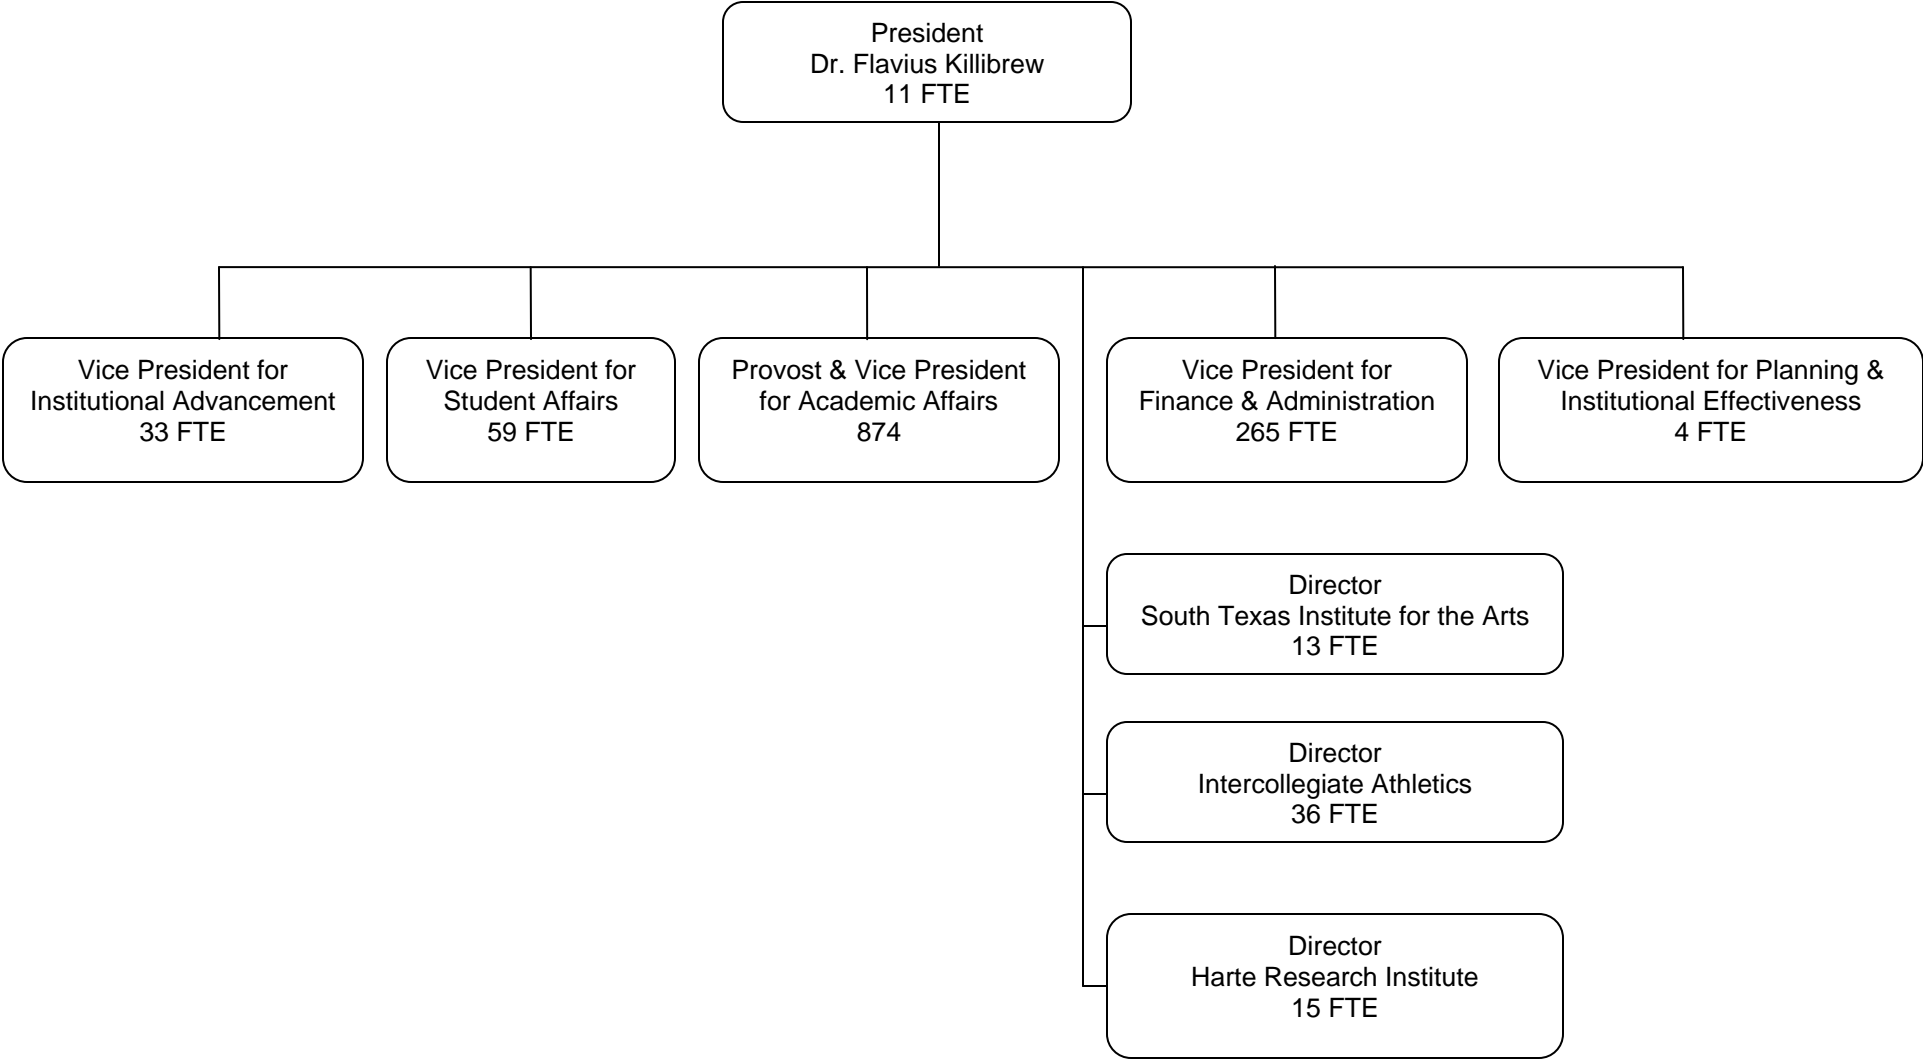 President
Dr. Flavius Killibrew
11 FTE
Vice President for
Institutional Advancement
33 FTE
Vice President for
Student Affairs
59 FTE
Provost & Vice President
for Academic Affairs
874
Vice President for
Finance & Administration
265 FTE
Vice President for Planning &
Institutional Effectiveness
4 FTE
Director
South Texas Institute for the Arts
13 FTE
Director
Intercollegiate Athletics
36 FTE
Director
Harte Research Institute
15 FTE